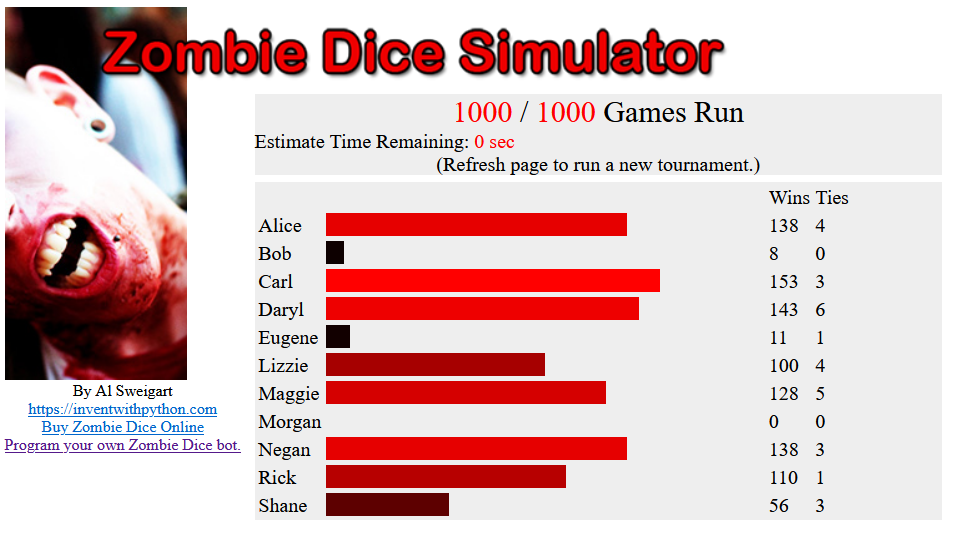 Zombie Dice Simulator
1000 / 1000 Games Run
Estimate Time Remaining: 0 sec
(Refresh page to run a new tournament.)
Wins Ties
Alice 138 4
Bob 8 0
Carl 153 3
Daryl 143 6
Eugene 11 1
Lizzie 100 4
Maggie 128 5
Morgan 0 0
Negan 138 3
Rick 110 1
Shane 56 3
By Al Sweigart
https://inventwithpython.com
Buy Zombie Dice Online
Program your own Zombie Dice bot.